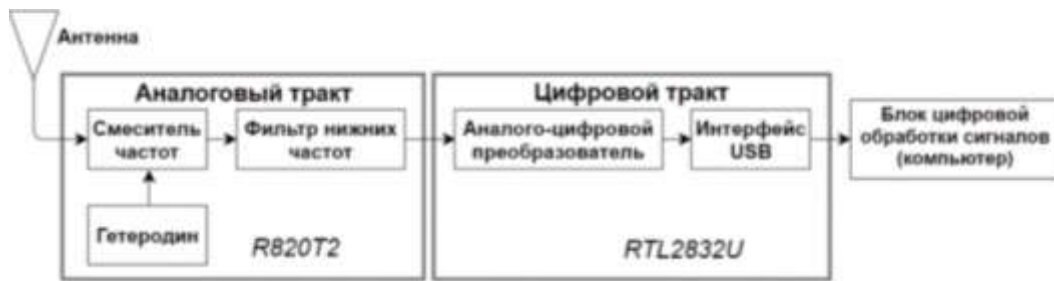 Антенна
Аналоговый тракт
Смеситель
частот
Фильтр нижних
частот
Гетеродин
R820T2
Цифровой тракт
Аналого-цифровой
преобразователь
Интерфейс
USB
RTL2832U
Блок цифровой
обработки сигналов
(компьютер)